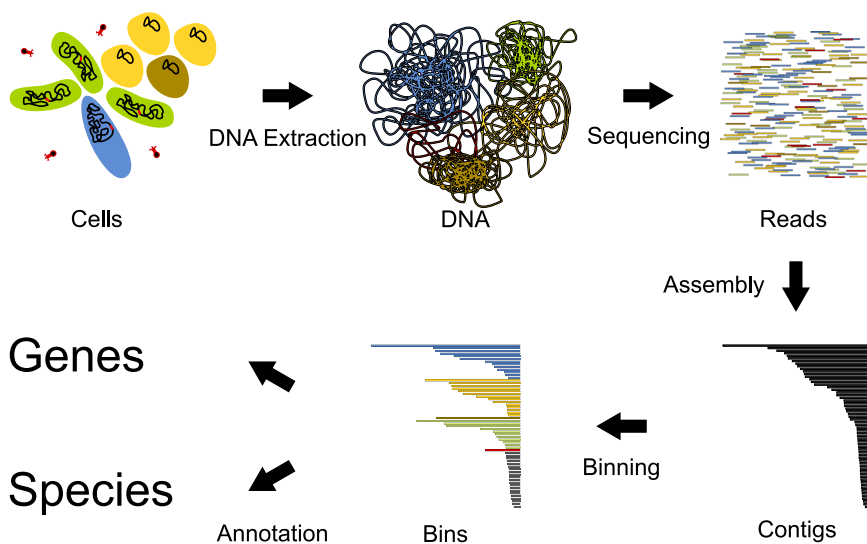 DNA Extraction
Sequencing
Cells
DNA
Reads
Assembly
Genes
Binning
Species
Annotation
Bins
Contigs